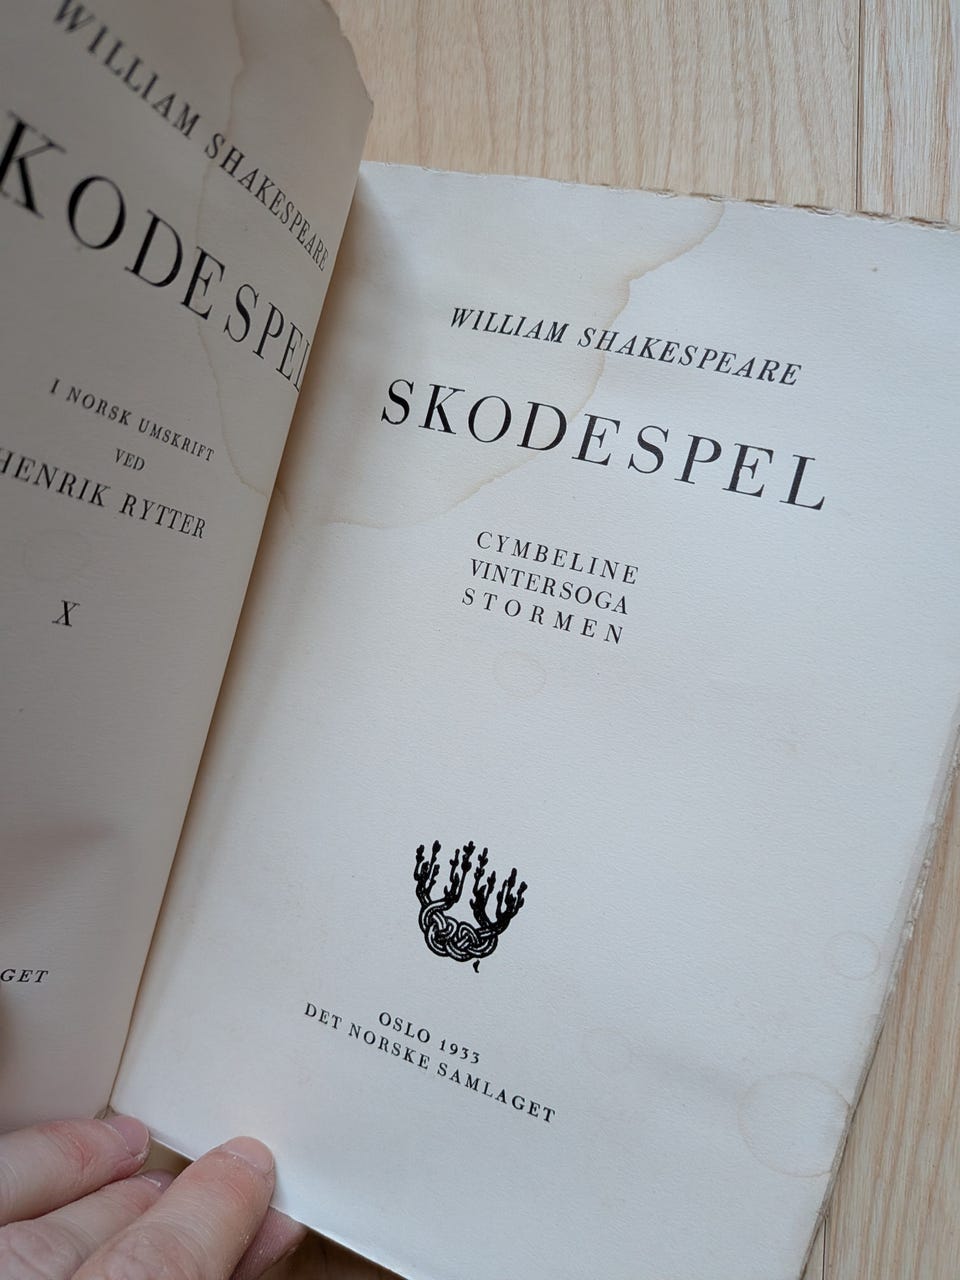 WILLIAM SHAKESPEARE
KODESPEL
I NORSK UMSKRIFT
VED
HENRIK RYTTER
X
GET
WILLIAM SHAKESPEARE
SKODESPEL
CYMBELINE
VINTERSOGA
STORMEN
OSLO 1933
DET NORSKE SAMLAGET